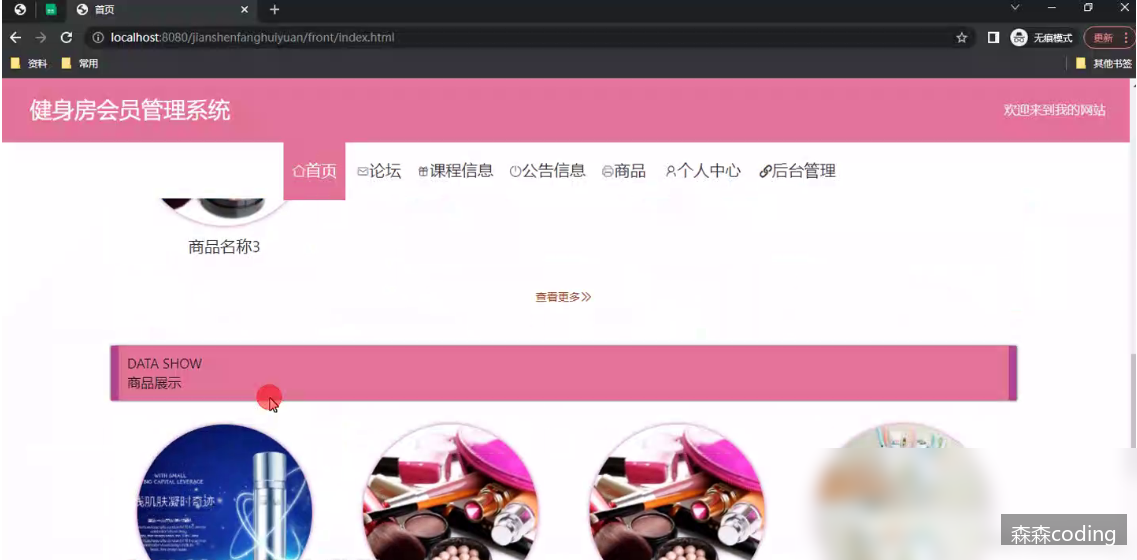 首页
localhost:8080/jianshenfanghuiyuan/front/index.html
无痕模式
更新
资料
常用
其他书签
健身房会员管理系统
欢迎来到我的网站
首页
论坛
课程信息
公告信息
商品
个人中心
后台管理
商品名称3
查看更多
DATA SHOW
商品展示
WITH SMALL
CAPITAL LEVERAGE
肌肤凝时奇迹
森森coding